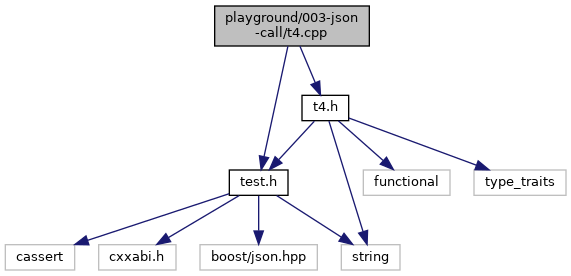 playground/003-json
-call/t4.cpp
t4.h
test.h
functional
type_traits
cassert
cxxabi.h
boost/json.hpp
string